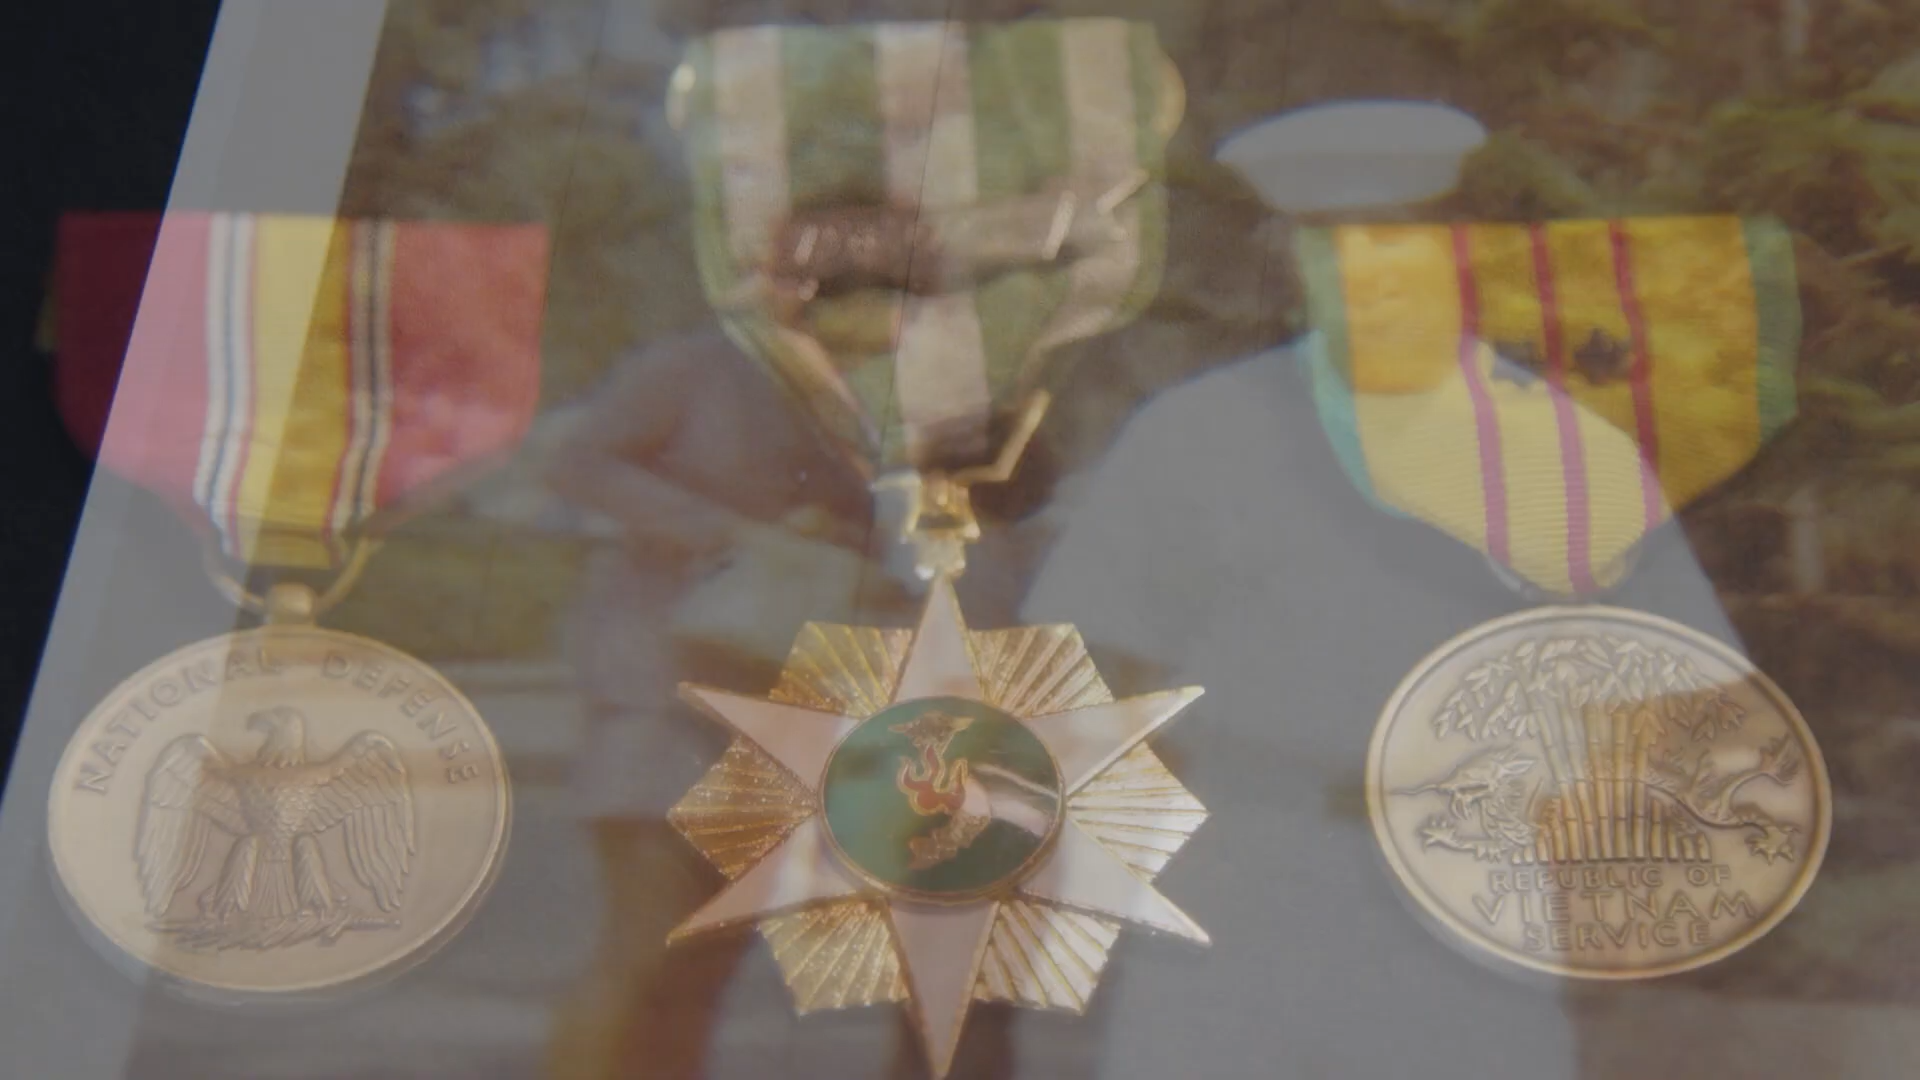 NATIONAL DEFENSE
REPUBLIC OF
VIETNAM
SERVICE